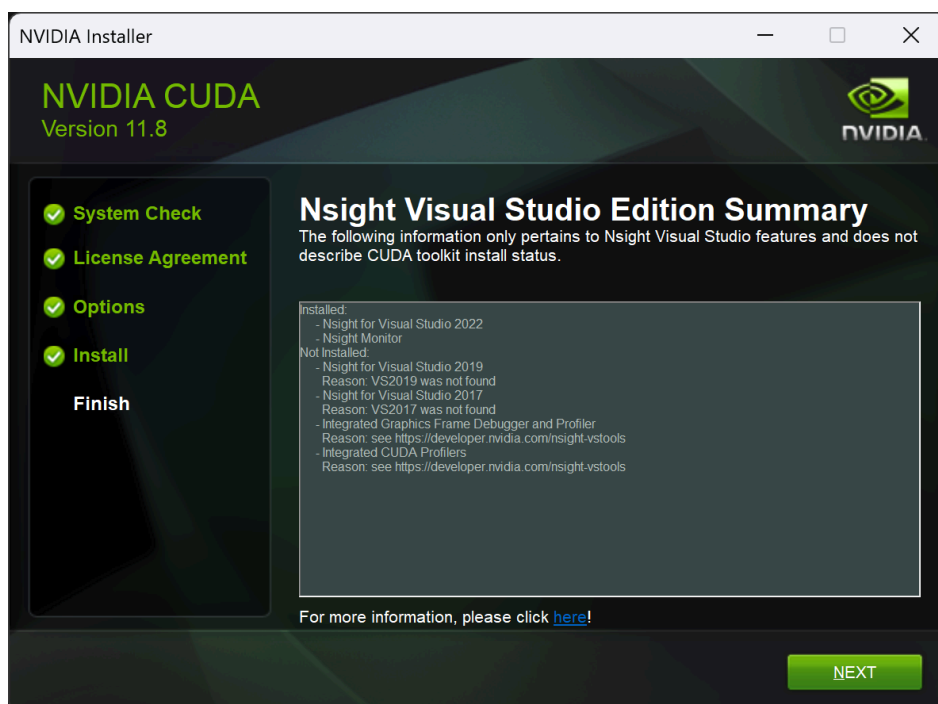 NVIDIA Installer
NVIDIA CUDA
Version 11.8
NVIDIA.
System Check
License Agreement
Options
Install
Finish
Nsight Visual Studio Edition Summary
The following information only pertains to Nsight Visual Studio features and does not
describe CUDA toolkit install status.
Installed:
- Nsight for Visual Studio 2022
- Nsight Monitor
Not Installed:
- Nsight for Visual Studio 2019
Reason: VS2019 was not found
- Nsight for Visual Studio 2017
Reason: VS2017 was not found
- Integrated Graphics Frame Debugger and Profiler
Reason: see https://developer.nvidia.com/nsight-vstools
- Integrated CUDA Profilers
Reason: see https://developer.nvidia.com/nsight-vstools
For more information, please click here!
NEXT